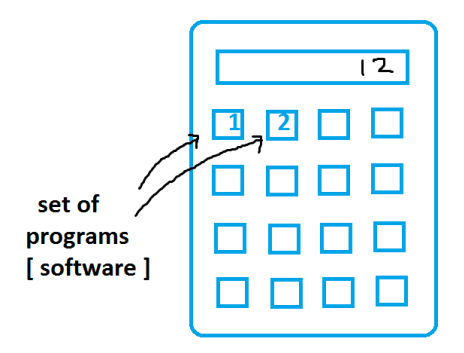 12
1 2
set of
programs
[ software ]